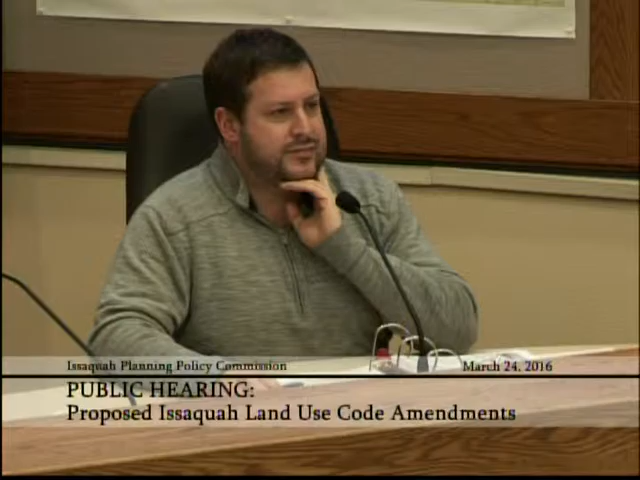 Issaquah Planning Policy Commission March 24, 2016
PUBLIC HEARING:
Proposed Issaquah Land Use Code Amendments